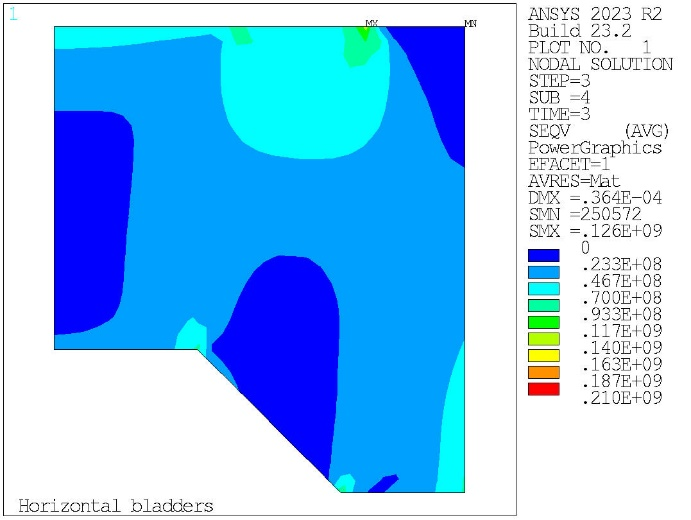 1
MX
MN
ANSYS 2023 R2
Build 23.2
PLOT NO. 1
NODAL SOLUTION
STEP=3
SUB =4
TIME=3
SEQV (AVG)
PowerGraphics
EFACET=1
AVRES=Mat
DMX =.364E-04
SMN =250572
SMX =.126E+09
0
.233E+08
.467E+08
.700E+08
.933E+08
.117E+09
.140E+09
.163E+09
.187E+09
.210E+09
Horizontal bladders